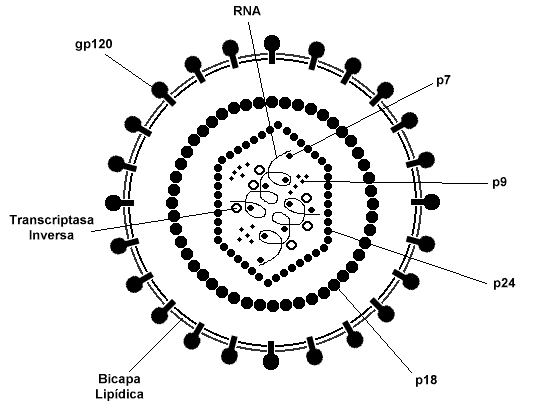 RNA
gp120
p7
p9
Transcriptasa
Inversa
p24
Bicapa
Lipídica
p18